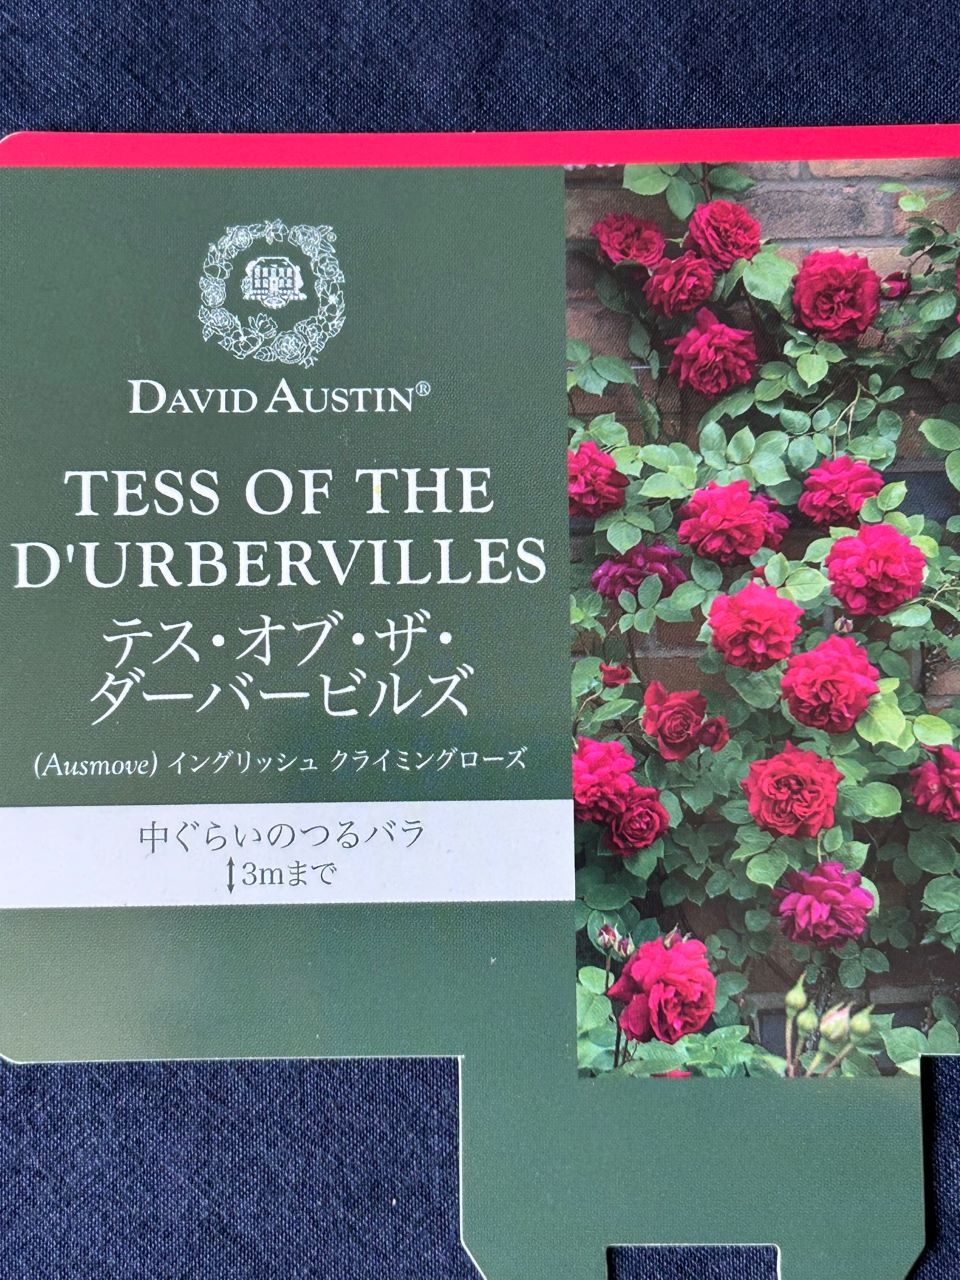 DAVID AUSTIN®
TESS OF THE
D'URBERVILLES
テス・オブ・ザ・
ダーバービルズ
(Ausmove) イングリッシュ クライミングローズ
中ぐらいのつるバラ
↕3mまで